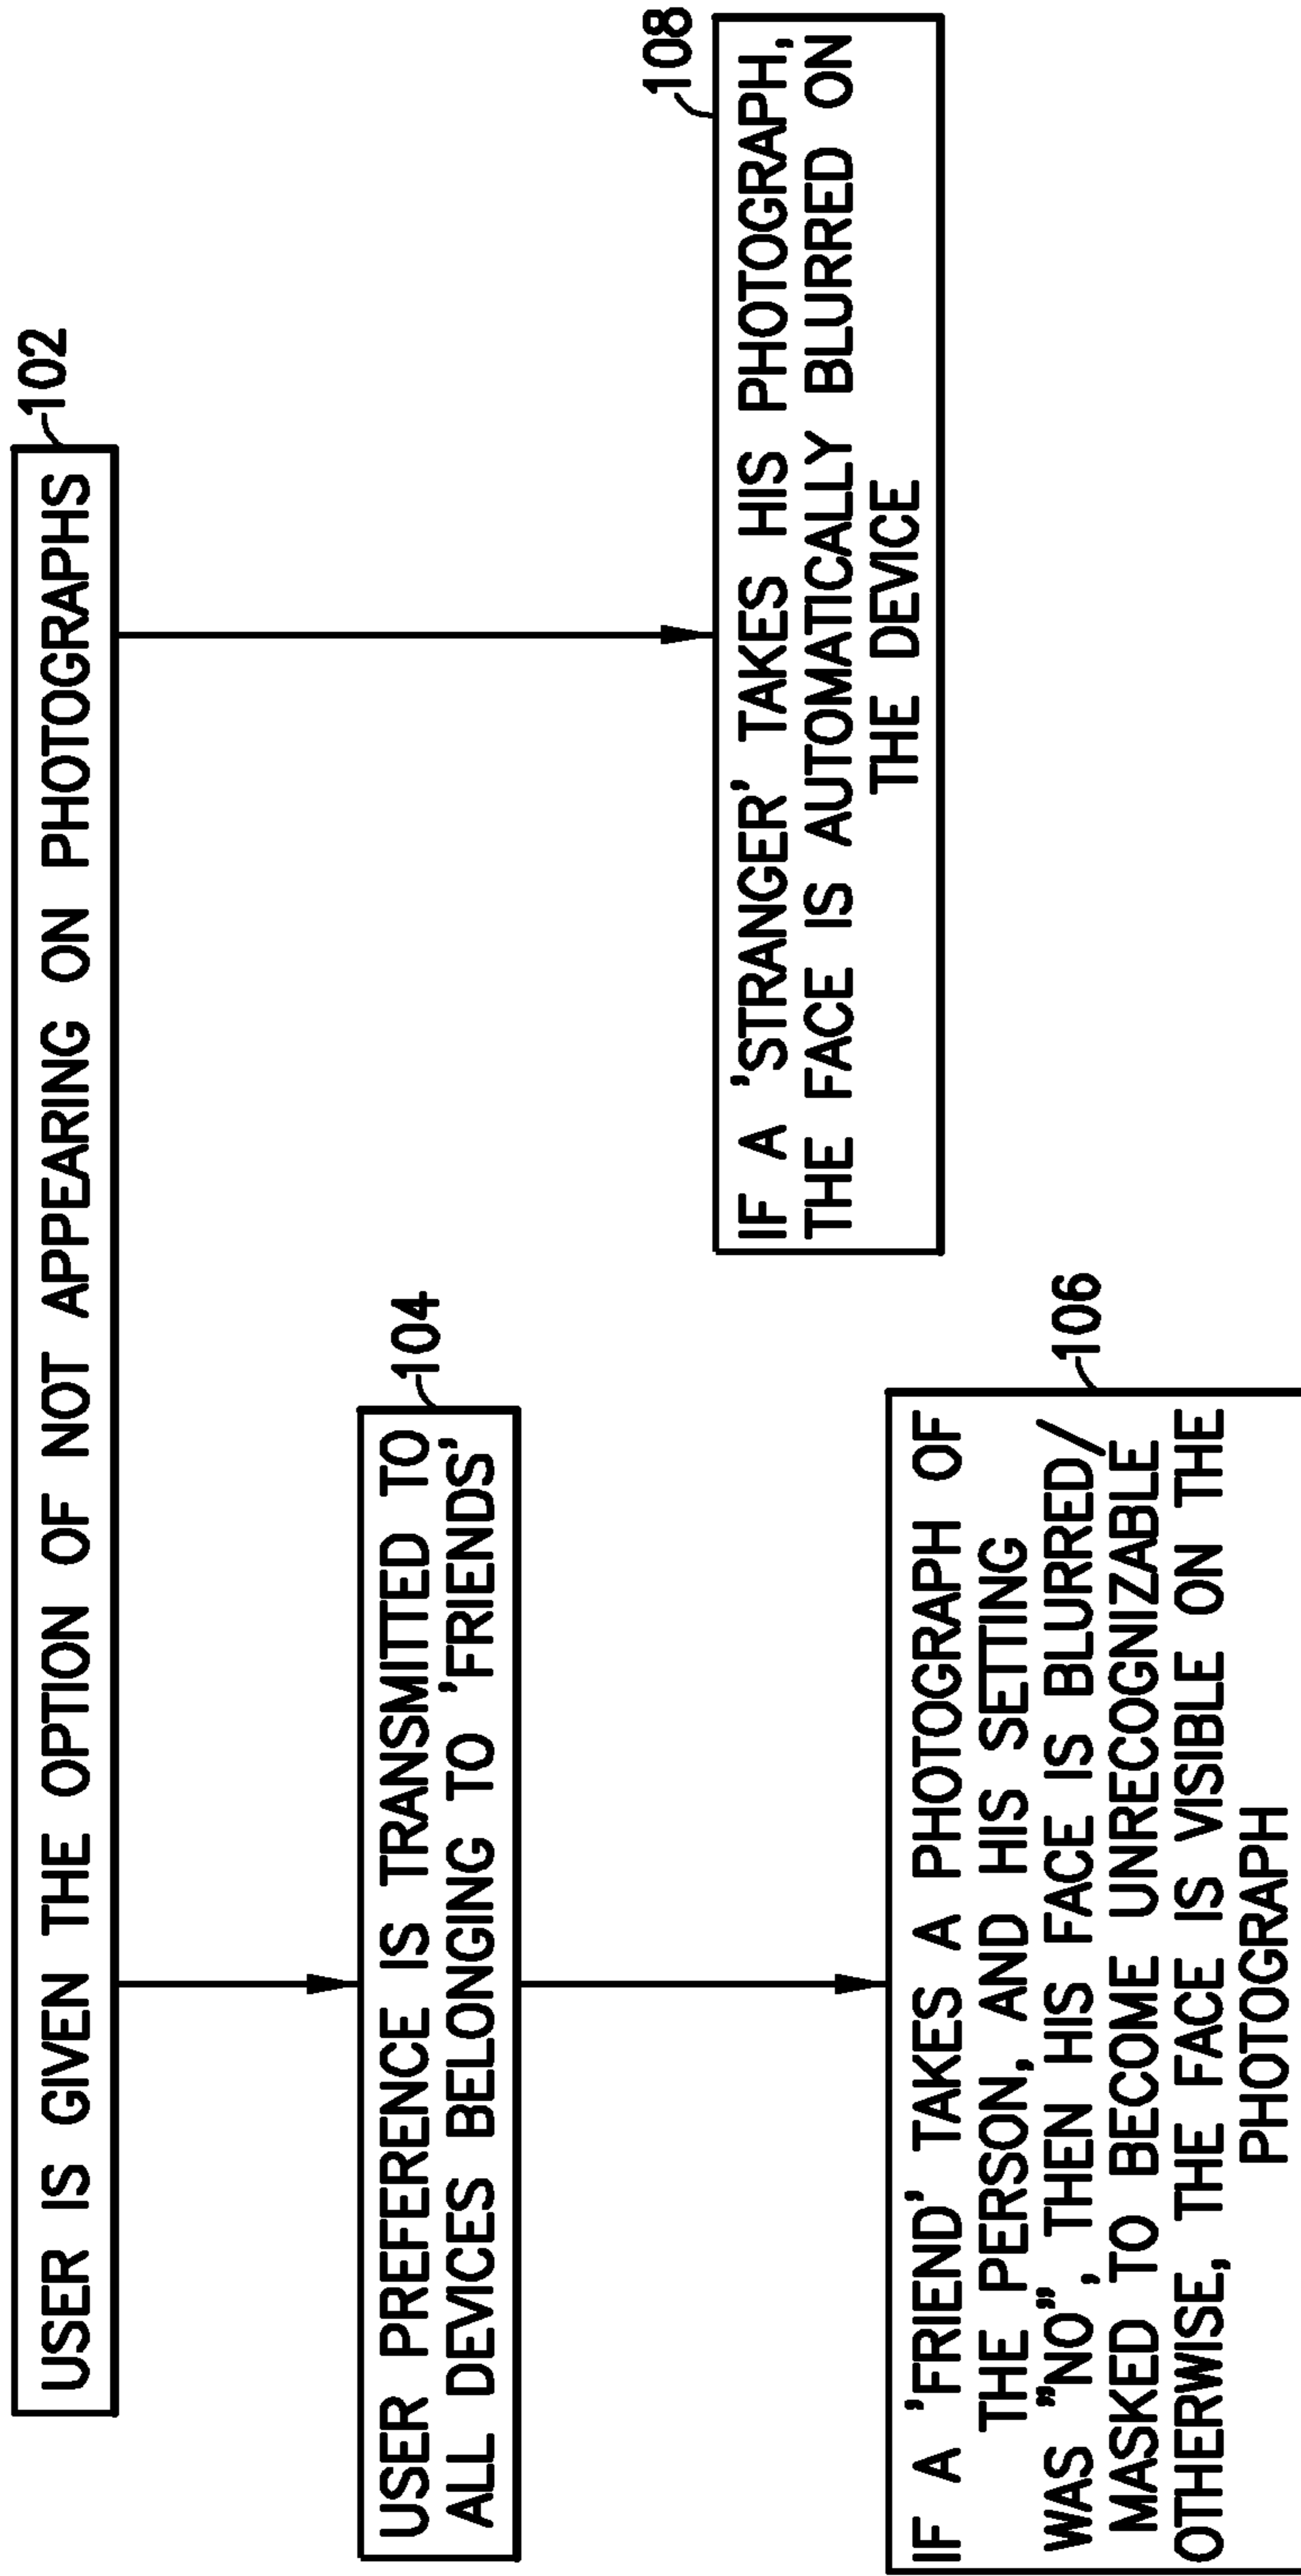 USER IS GIVEN THE OPTION OF NOT APPEARING ON PHOTOGRAPHS
102
USER PREFERENCE IS TRANSMITTED TO
ALL DEVICES BELONGING TO 'FRIENDS'
104
IF A 'FRIEND' TAKES A PHOTOGRAPH OF
THE PERSON, AND HIS SETTING
WAS "NO", THEN HIS FACE IS BLURRED/
MASKED TO BECOME UNRECOGNIZABLE
OTHERWISE, THE FACE IS VISIBLE ON THE
PHOTOGRAPH
106
IF A 'STRANGER' TAKES HIS PHOTOGRAPH,
THE FACE IS AUTOMATICALLY BLURRED ON
THE DEVICE
108